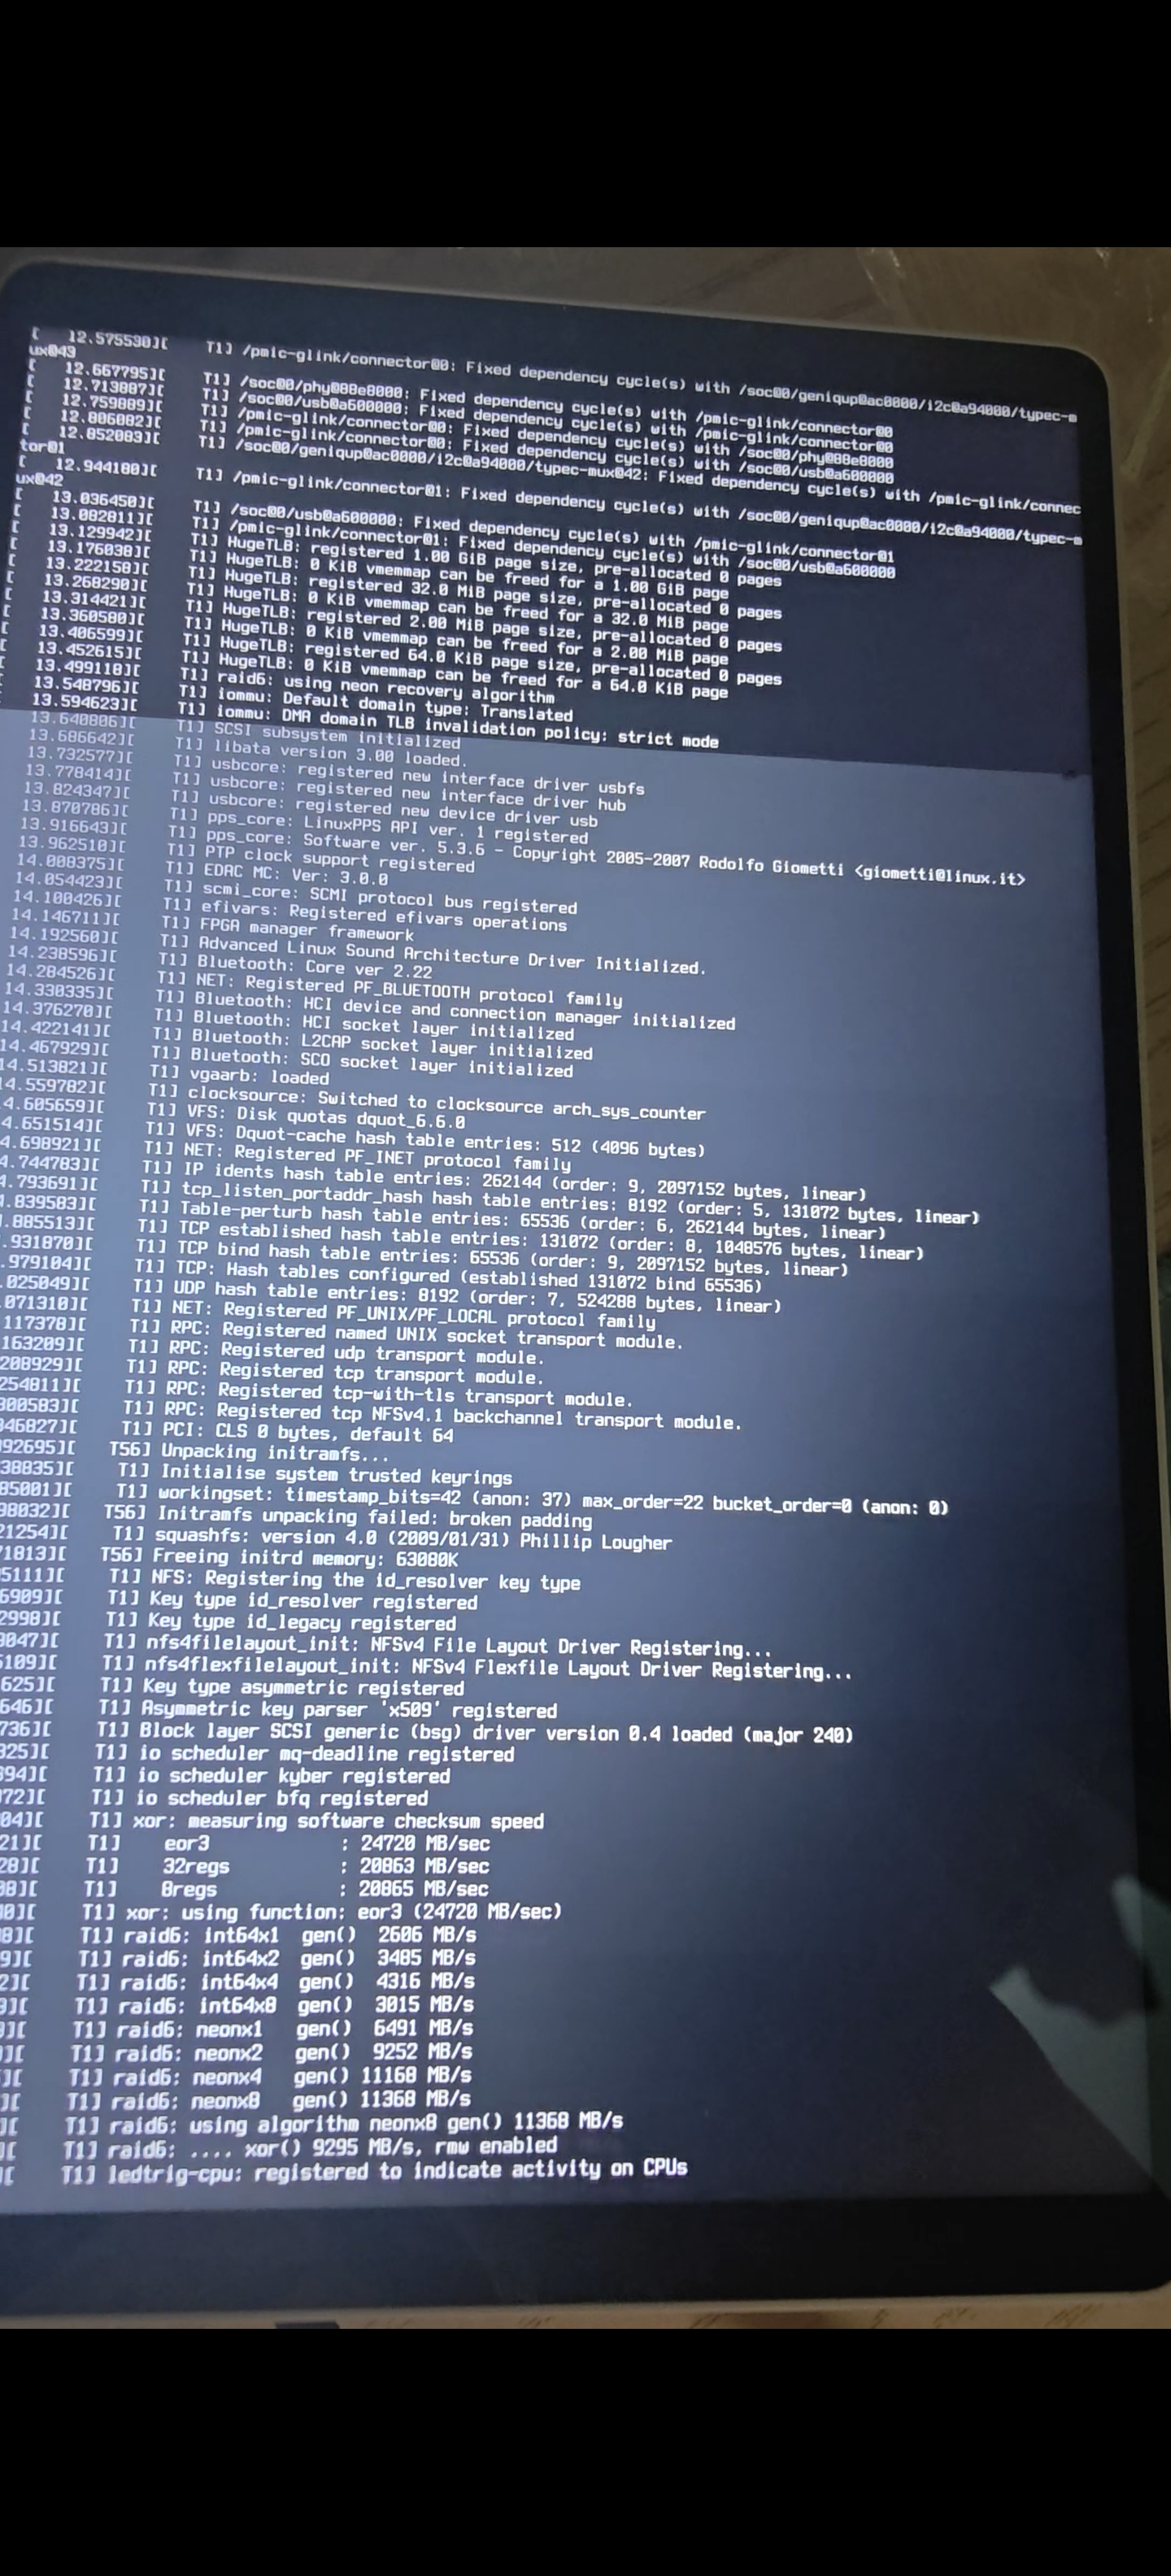 [   12.575530][    T1] /pmic-glink/connector@0: Fixed dependency cycle(s) with /soc@0/geniqup@ac0000/i2c@a94000/typec-m
ux@43
[   12.667795][    T1] /soc@0/phy@88e8000: Fixed dependency cycle(s) with /pmic-glink/connector@0
[   12.713887][    T1] /soc@0/usb@a600000: Fixed dependency cycle(s) with /pmic-glink/connector@0
[   12.759889][    T1] /pmic-glink/connector@0: Fixed dependency cycle(s) with /soc@0/phy@88e8000
[   12.806082][    T1] /pmic-glink/connector@0: Fixed dependency cycle(s) with /soc@0/usb@a600000
[   12.852083][    T1] /soc@0/geniqup@ac0000/i2c@a94000/typec-mux@42: Fixed dependency cycle(s) with /pmic-glink/connec
tor@1
[   12.944180][    T1] /pmic-glink/connector@1: Fixed dependency cycle(s) with /soc@0/geniqup@ac0000/i2c@a94000/typec-m
ux@42
[   13.036450][    T1] /soc@0/usb@a600000: Fixed dependency cycle(s) with /pmic-glink/connector@1
[   13.082811][    T1] /pmic-glink/connector@1: Fixed dependency cycle(s) with /soc@0/usb@a600000
[   13.129942][    T1] HugeTLB: registered 1.00 GiB page size, pre-allocated 0 pages
[   13.176030][    T1] HugeTLB: 0 KiB vmemmap can be freed for a 1.00 GiB page
[   13.222150][    T1] HugeTLB: registered 32.0 MiB page size, pre-allocated 0 pages
[   13.268290][    T1] HugeTLB: 0 KiB vmemmap can be freed for a 32.0 MiB page
[   13.314421][    T1] HugeTLB: registered 2.00 MiB page size, pre-allocated 0 pages
[   13.360580][    T1] HugeTLB: 0 KiB vmemmap can be freed for a 2.00 MiB page
[   13.406599][    T1] HugeTLB: registered 64.0 KiB page size, pre-allocated 0 pages
[   13.452615][    T1] HugeTLB: 0 KiB vmemmap can be freed for a 64.0 KiB page
[   13.499118][    T1] raid6: using neon recovery algorithm
13.548796][    T1] iommu: Default domain type: Translated
13.594623][    T1] iommu: DMA domain TLB invalidation policy: strict mode
13.640806][    T1] SCSI subsystem initialized
13.686642][    T1] libata version 3.00 loaded.
13.732577][    T1] usbcore: registered new interface driver usbfs
13.778414][    T1] usbcore: registered new interface driver hub
13.824347][    T1] usbcore: registered new device driver usb
13.870786][    T1] pps_core: LinuxPPS API ver. 1 registered
13.916643][    T1] pps_core: Software ver. 5.3.6 - Copyright 2005-2007 Rodolfo Giometti <giometti@linux.it>
13.962510][    T1] PTP clock support registered
14.008375][    T1] EDAC MC: Ver: 3.0.0
14.054423][    T1] scmi_core: SCMI protocol bus registered
14.100426][    T1] efivars: Registered efivars operations
14.146711][    T1] FPGA manager framework
14.192560][    T1] Advanced Linux Sound Architecture Driver Initialized.
14.238596][    T1] Bluetooth: Core ver 2.22
14.284526][    T1] NET: Registered PF_BLUETOOTH protocol family
14.330335][    T1] Bluetooth: HCI device and connection manager initialized
14.376270][    T1] Bluetooth: HCI socket layer initialized
14.422141][    T1] Bluetooth: L2CAP socket layer initialized
14.467929][    T1] Bluetooth: SCO socket layer initialized
14.513821][    T1] vgaarb: loaded
14.559782][    T1] clocksource: Switched to clocksource arch_sys_counter
4.605659][    T1] VFS: Disk quotas dquot_6.6.0
4.651514][    T1] VFS: Dquot-cache hash table entries: 512 (4096 bytes)
4.698921][    T1] NET: Registered PF_INET protocol family
4.744783][    T1] IP idents hash table entries: 262144 (order: 9, 2097152 bytes, linear)
.793691][    T1] tcp_listen_portaddr_hash hash table entries: 8192 (order: 5, 131072 bytes, linear)
.839583][    T1] Table-perturb hash table entries: 65536 (order: 6, 262144 bytes, linear)
.885513][    T1] TCP established hash table entries: 131072 (order: 8, 1048576 bytes, linear)
.931870][    T1] TCP bind hash table entries: 65536 (order: 9, 2097152 bytes, linear)
.979104][    T1] TCP: Hash tables configured (established 131072 bind 65536)
.025049][    T1] UDP hash table entries: 8192 (order: 7, 524288 bytes, linear)
071310][    T1] NET: Registered PF_UNIX/PF_LOCAL protocol family
117378][    T1] RPC: Registered named UNIX socket transport module.
163209][    T1] RPC: Registered udp transport module.
208929][    T1] RPC: Registered tcp transport module.
254811][    T1] RPC: Registered tcp-with-tls transport module.
300583][    T1] RPC: Registered tcp NFSv4.1 backchannel transport module.
346827][    T1] PCI: CLS 0 bytes, default 64
92695][   T56] Unpacking initramfs...
38835][    T1] Initialise system trusted keyrings
85001][    T1] workingset: timestamp_bits=42 (anon: 37) max_order=22 bucket_order=0 (anon: 0)
98032][   T56] Initramfs unpacking failed: broken padding
21254][    T1] squashfs: version 4.0 (2009/01/31) Phillip Lougher
71813][   T56] Freeing initrd memory: 63080K
5111][    T1] NFS: Registering the id_resolver key type
6909][    T1] Key type id_resolver registered
2998][    T1] Key type id_legacy registered
9047][    T1] nfs4filelayout_init: NFSv4 File Layout Driver Registering...
5109][    T1] nfs4flexfilelayout_init: NFSv4 Flexfile Layout Driver Registering...
625][    T1] Key type asymmetric registered
646][    T1] Asymmetric key parser 'x509' registered
736][    T1] Block layer SCSI generic (bsg) driver version 0.4 loaded (major 240)
825][    T1] io scheduler mq-deadline registered
894][    T1] io scheduler kyber registered
72][    T1] io scheduler bfq registered
04][    T1] xor: measuring software checksum speed
21][    T1]    eor3            : 24720 MB/sec
28][    T1]    32regs          : 20863 MB/sec
08][    T1]    8regs           : 20865 MB/sec
0][    T1] xor: using function: eor3 (24720 MB/sec)
8][    T1] raid6: int64x1  gen()  2606 MB/s
9][    T1] raid6: int64x2  gen()  3485 MB/s
2][    T1] raid6: int64x4  gen()  4316 MB/s
][    T1] raid6: int64x8  gen()  3015 MB/s
][    T1] raid6: neonx1   gen()  6491 MB/s
][    T1] raid6: neonx2   gen()  9252 MB/s
][    T1] raid6: neonx4   gen() 11168 MB/s
][    T1] raid6: neonx8   gen() 11368 MB/s
][    T1] raid6: using algorithm neonx8 gen() 11368 MB/s
][    T1] raid6: .... xor() 9295 MB/s, rmw enabled
[    T1] ledtrig-cpu: registered to indicate activity on CPUs